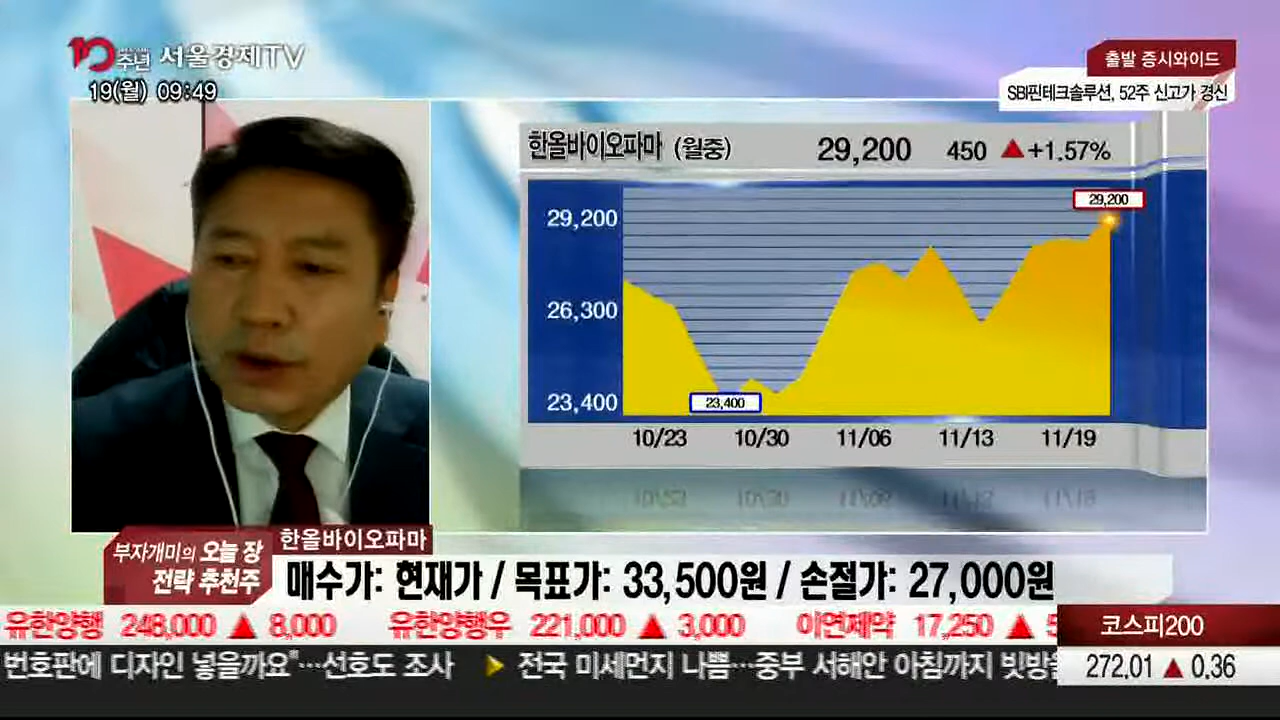 10주년 서울경제TV
19(월) 09:49
출발 증시와이드
SBI핀테크솔루션, 52주 신고가 경신
한올바이오파마 (월중) 29,200 450 ▲+1.57%
29,200
29,200
26,300
23,400
23,400
10/23 10/30 11/06 11/13 11/19
부자개미의 오늘 장
전략 추천주
한올바이오파마
매수가: 현재가 / 목표가: 33,500원 / 손절가: 27,000원
유한양행 248,000 ▲ 8,000 유한양행우 221,000 ▲ 3,000 이연제약 17,250 ▲
코스피200
번호판에 디자인 넣을까요"…선호도 조사 ▶ 전국 미세먼지 나쁨…중부 서해안 아침까지 빗방울
272.01 ▲ 0.36